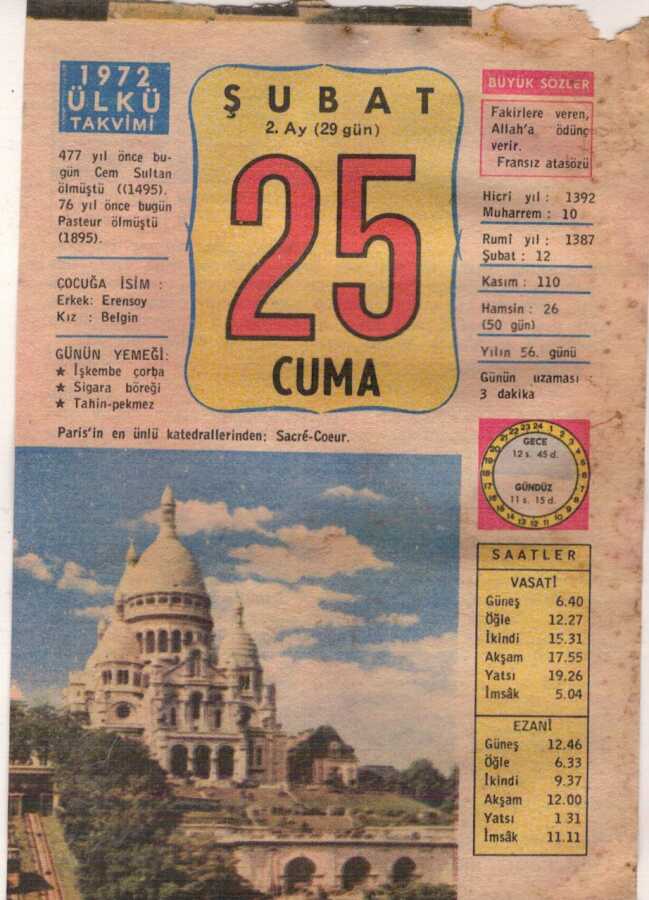 1972
ÜLKÜ
TAKVİMİ
477 yıl önce bu-
gün Cem Sultan
ölmüştü ((1495).
76 yıl önce bugün
Pasteur ölmüştü
(1895).
ÇOCUĞA İSİM :
Erkek: Erensoy
Kız : Belgin
GÜNÜN YEMEĞİ:
★ İşkembe çorba
★ Sigara böreği
★ Tahin-pekmez
ŞUBAT
2. Ay (29 gün)
25
CUMA
BÜYÜK SÖZLER
Fakirlere veren,
Allah'a ödünç
verir.
Fransız atasözü
Hicrî yıl : 1392
Muharrem : 10
Rumî yıl : 1387
Şubat : 12
Kasım : 110
Hamsin : 26
(50 gün)
Yılın 56. günü
Günün uzaması :
3 dakika
Paris'in en ünlü katedrallerinden: Sacré-Coeur.
GECE
12 s. 45 d.
GÜNDÜZ
11 s. 15 d.
SAATLER
VASATİ
Güneş 6.40
Öğle 12.27
İkindi 15.31
Akşam 17.55
Yatsı 19.26
İmsâk 5.04
EZANİ
Güneş 12.46
Öğle 6.33
İkindi 9.37
Akşam 12.00
Yatsı 1 31
İmsâk 11.11